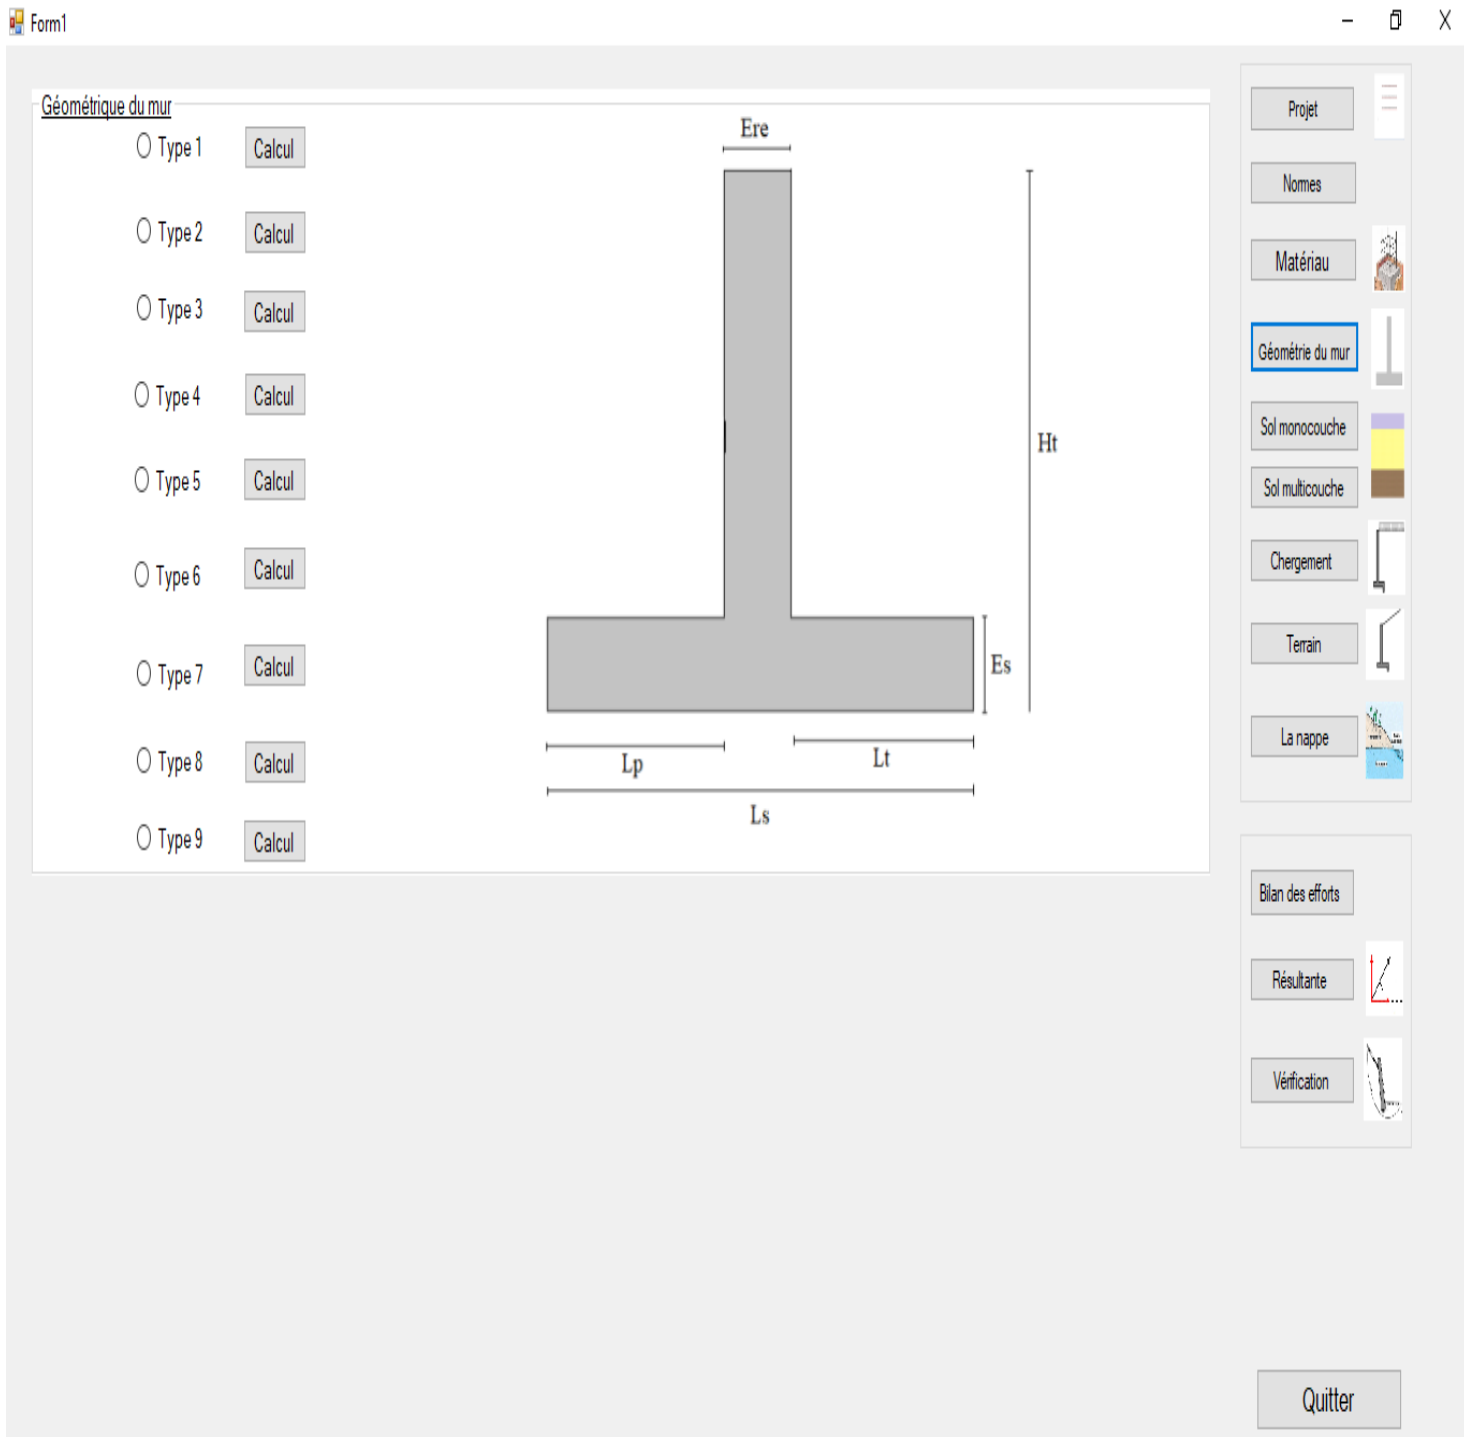 Form1
Géométrique du mur
Type 1 Calcul
Type 2 Calcul
Type 3 Calcul
Type 4 Calcul
Type 5 Calcul
Type 6 Calcul
Type 7 Calcul
Type 8 Calcul
Type 9 Calcul
Ere
Ht
Es
Lp
Lt
Ls
Projet
Normes
Matériau
Géométrie du mur
Sol monocouche
Sol multicouche
Chergement
Terrain
La nappe
Bilan des efforts
Résultante
Vérification
Quitter